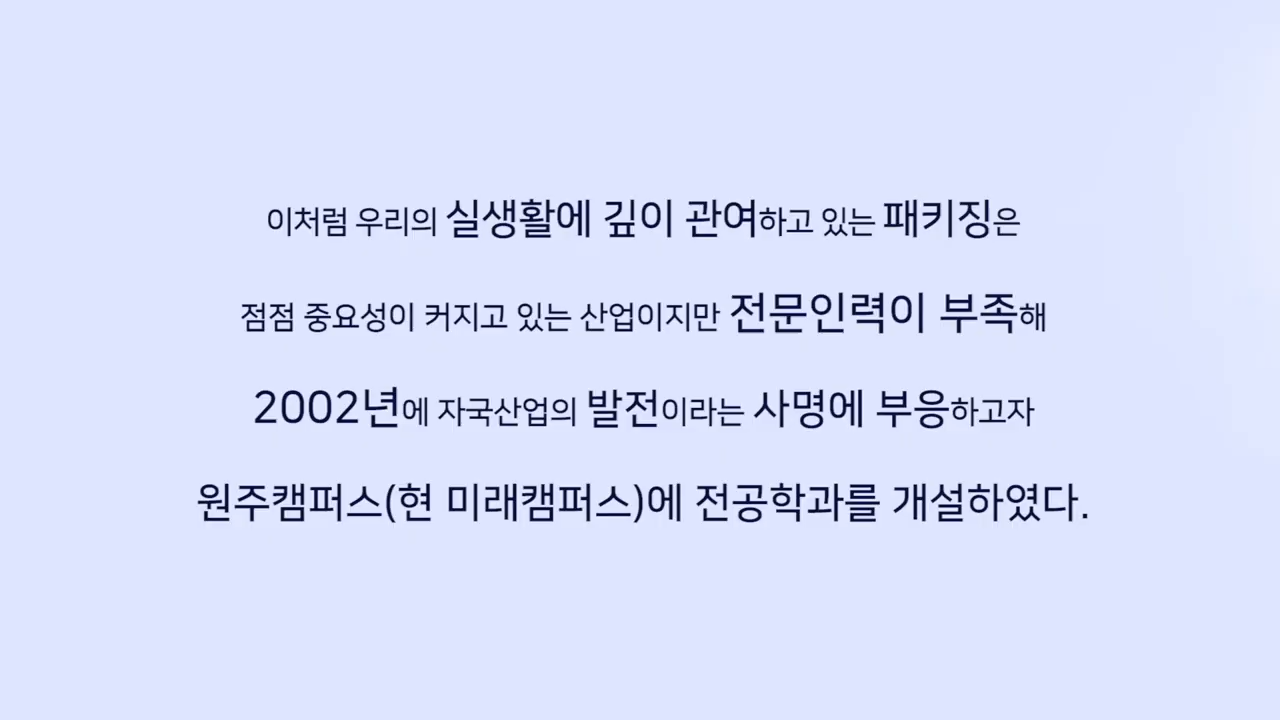 이처럼 우리의 실생활에 깊이 관여하고 있는 패키징은
점점 중요성이 커지고 있는 산업이지만 전문인력이 부족해
2002년에 자국산업의 발전이라는 사명에 부응하고자
원주캠퍼스(현 미래캠퍼스)에 전공학과를 개설하였다.